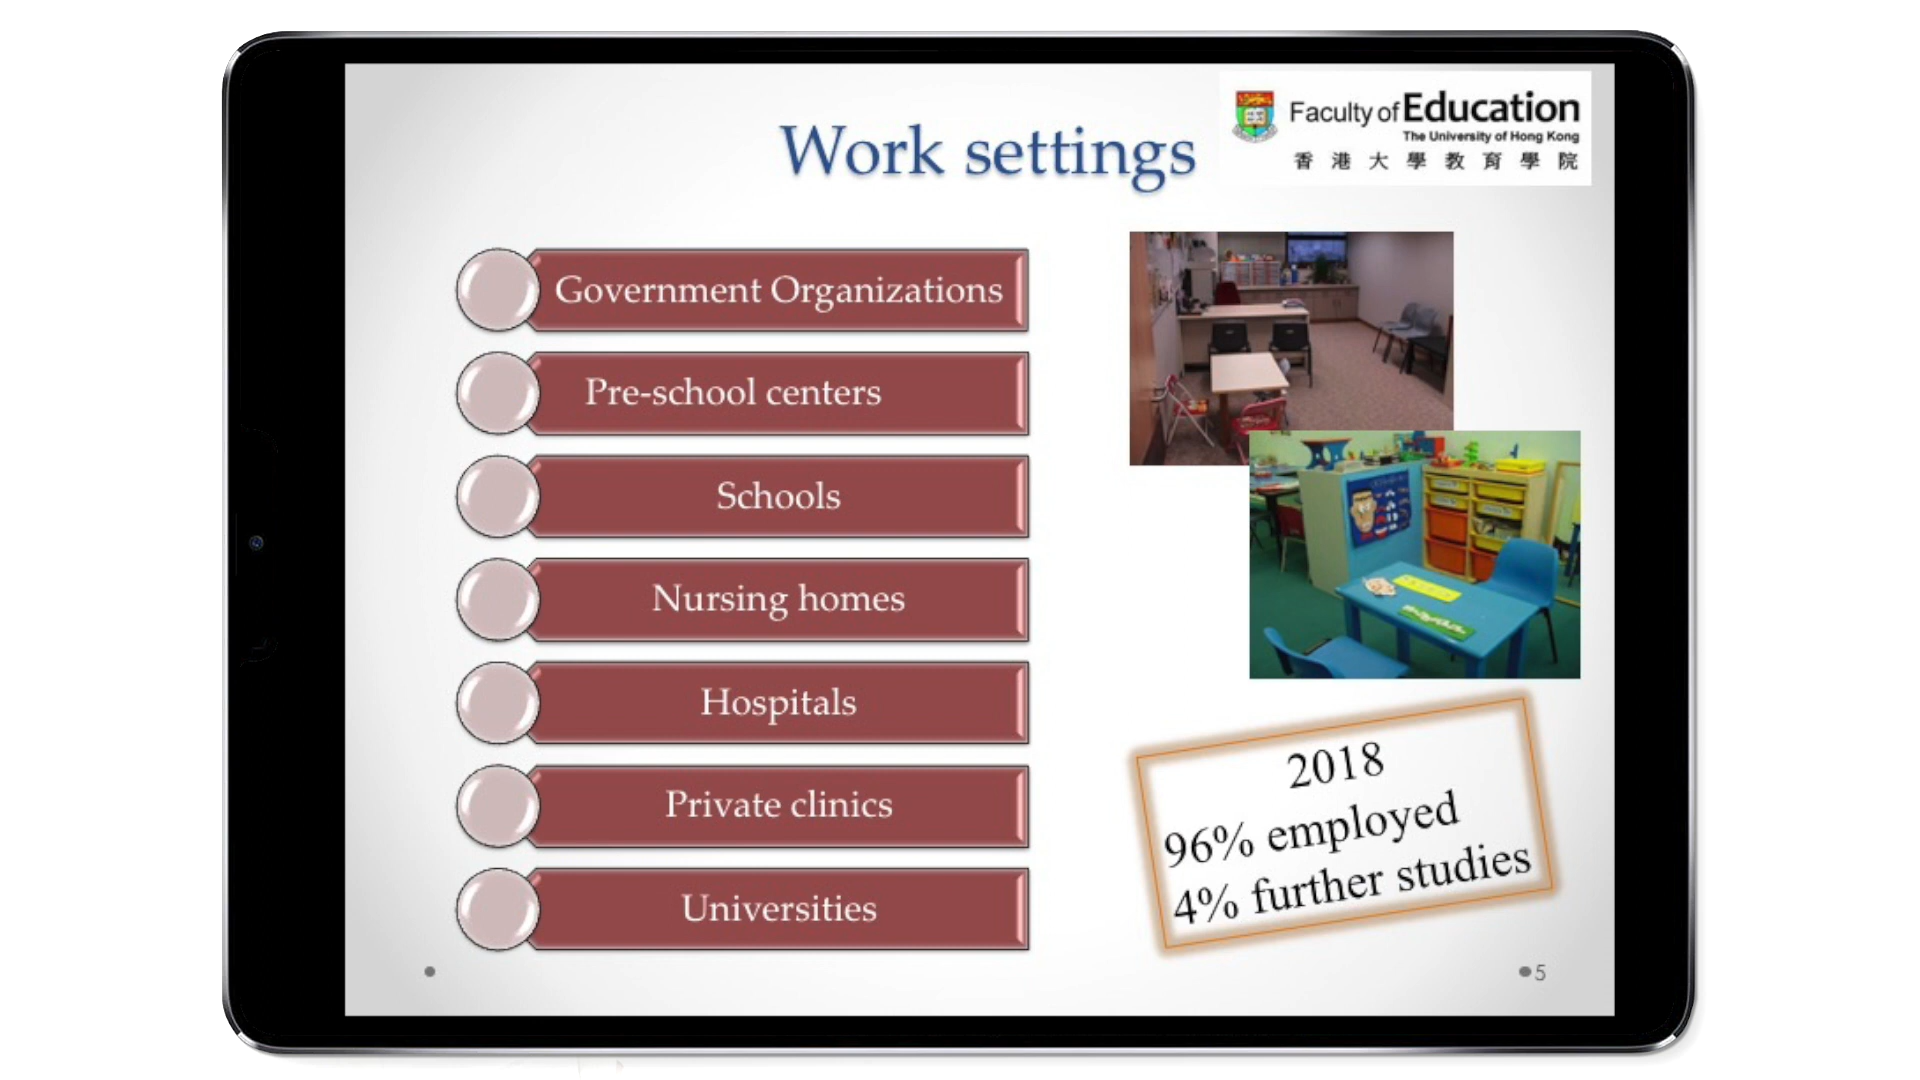 Work settings
Faculty of Education
The University of Hong Kong
香港大學教育學院
Government Organizations
Pre-school centers
Schools
Nursing homes
Hospitals
Private clinics
Universities
2018
96% employed
4% further studies
5